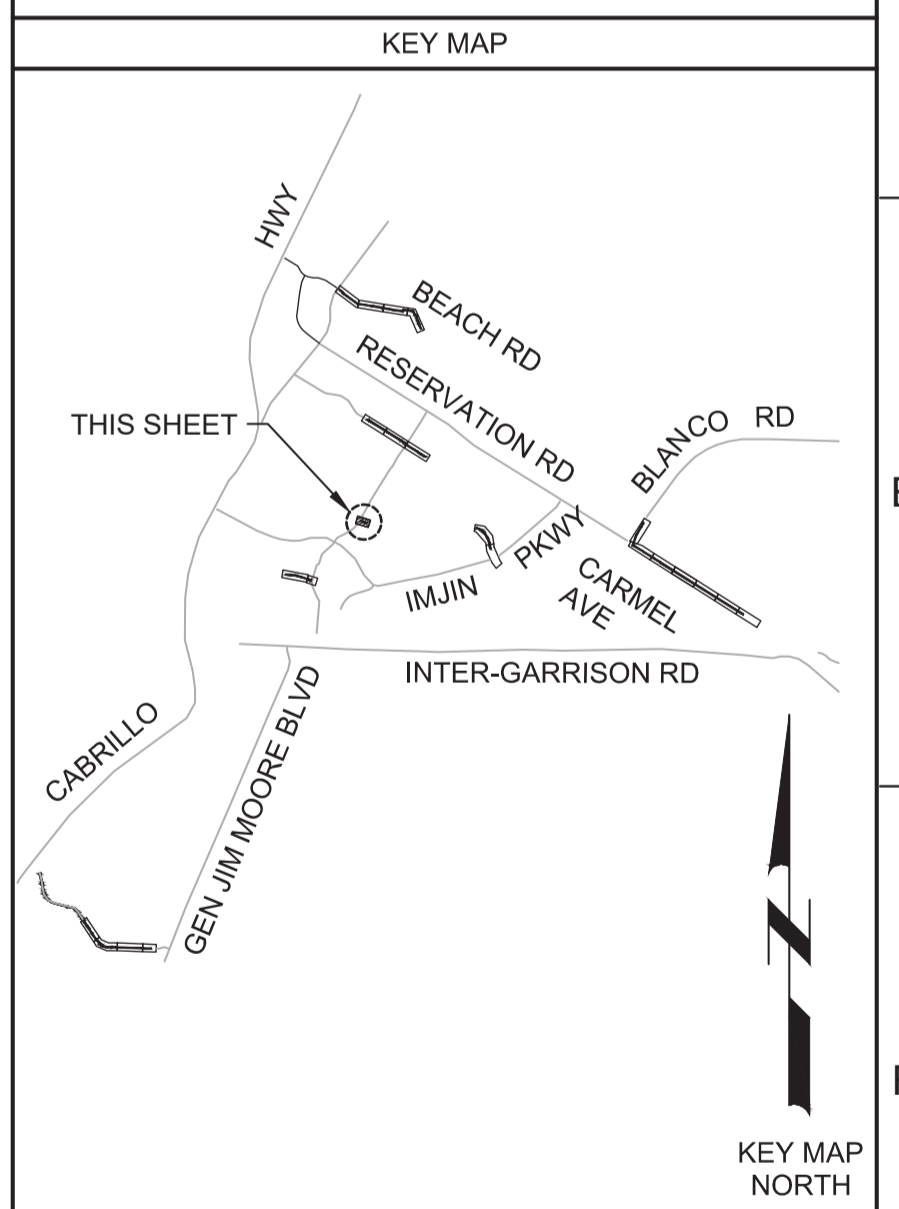 KEY MAP
HWY
BEACH RD
RESERVATION RD
THIS SHEET
BLANCO RD
IMJIN PKWY
CARMEL
AVE
INTER-GARRISON RD
CABRILLO
GEN JIM MOORE BLVD
N
KEY MAP
NORTH